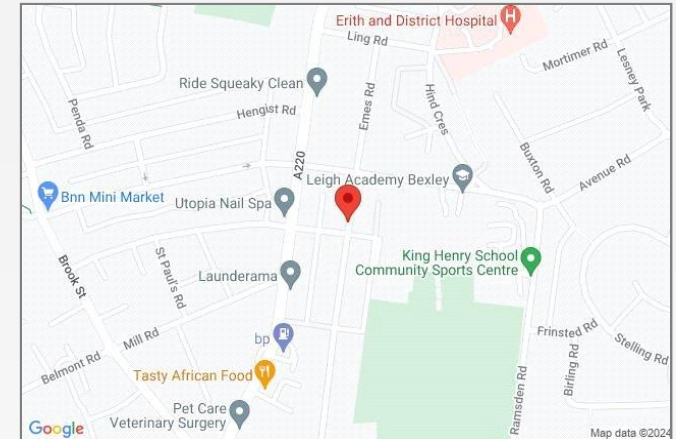 Erith and District Hospital
H
Ling Rd
Mortimer Rd
Lesney Park
Ride Squeaky Clean
Penda Rd
Hengist Rd
Emes Rd
Hind Cres
A220
Buxton Rd
Avenue Rd
Leigh Academy Bexley
Bnn Mini Market
Utopia Nail Spa
King Henry School
Community Sports Centre
Brook St
St Paul's Rd
Launderama
Mill Rd
bp
Belmont Rd
Frinsted Rd
Stelling Rd
Birling Rd
Tasty African Food
Ramsden Rd
Pet Care
Veterinary Surgery
Google
Map data ©2024